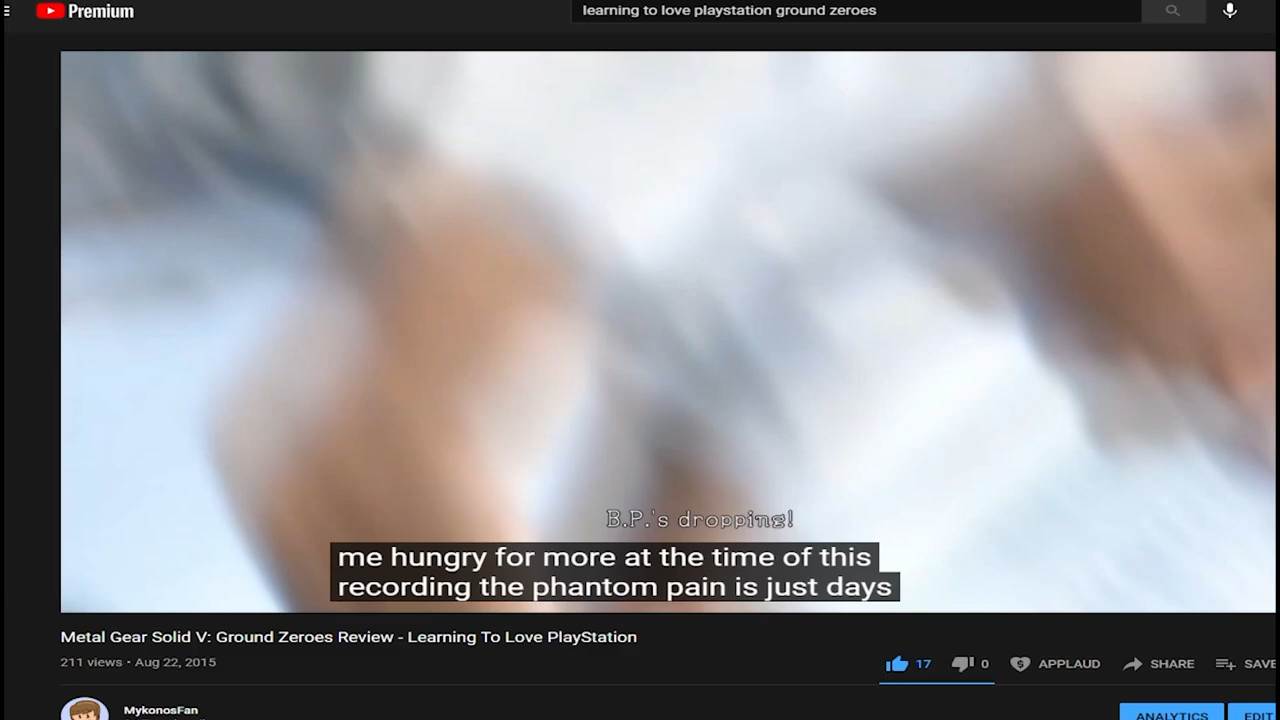 Premium
learning to love playstation ground zeroes
B.P.'s dropping!
me hungry for more at the time of this
recording the phantom pain is just days
Metal Gear Solid V: Ground Zeroes Review - Learning To Love PlayStation
211 views • Aug 22, 2015
17
0
APPLAUD
SHARE
SAVE
MykonosFan
ANALYTICS
EDIT